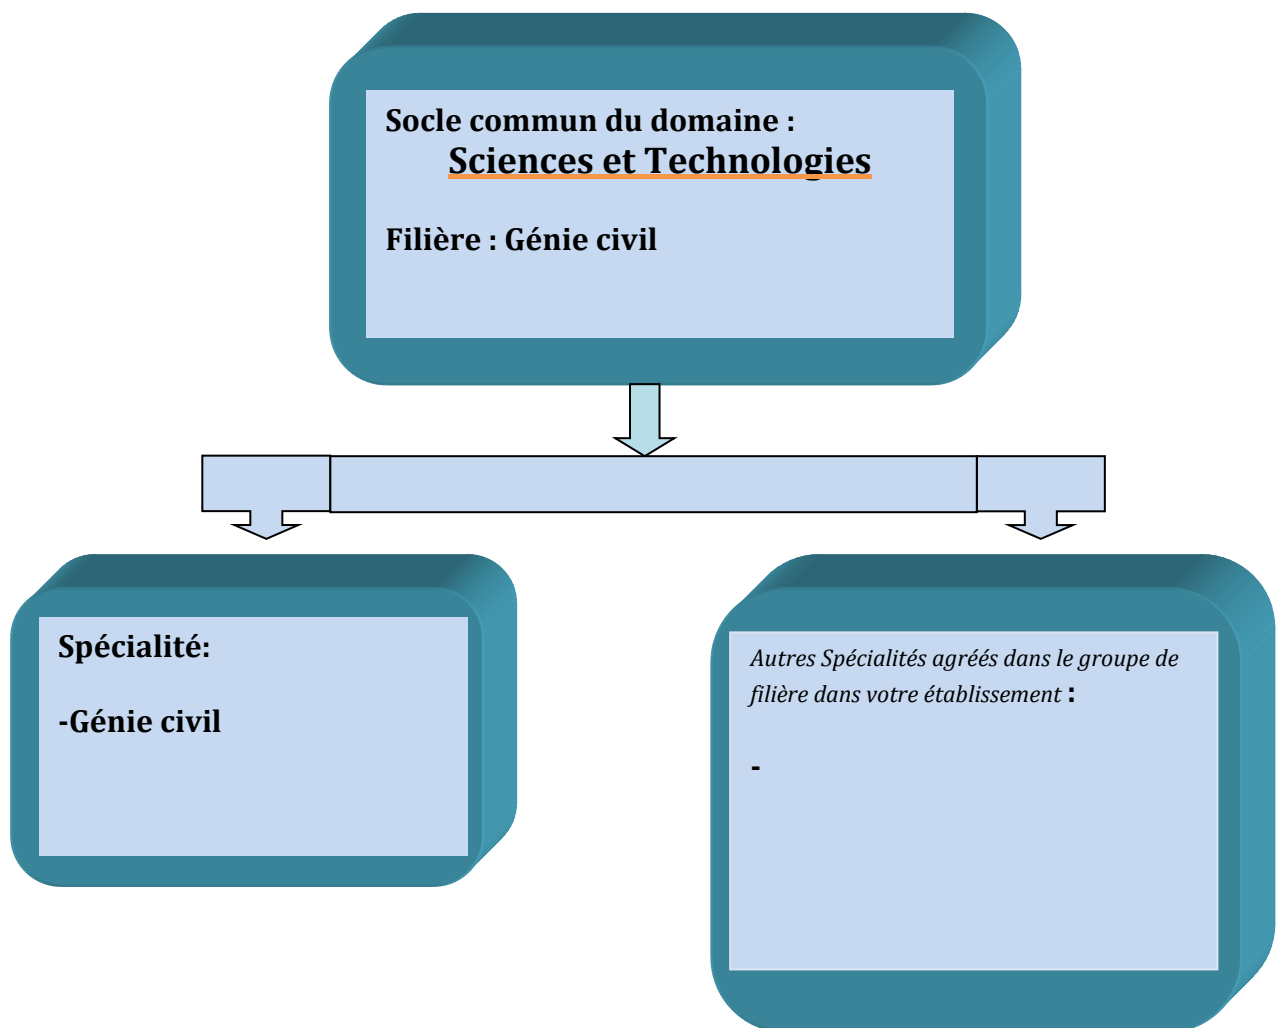 Socle commun du domaine :
Sciences et Technologies
Filière : Génie civil
Spécialité:
-Génie civil
Autres Spécialités agréés dans le groupe de
filière dans votre établissement :
-